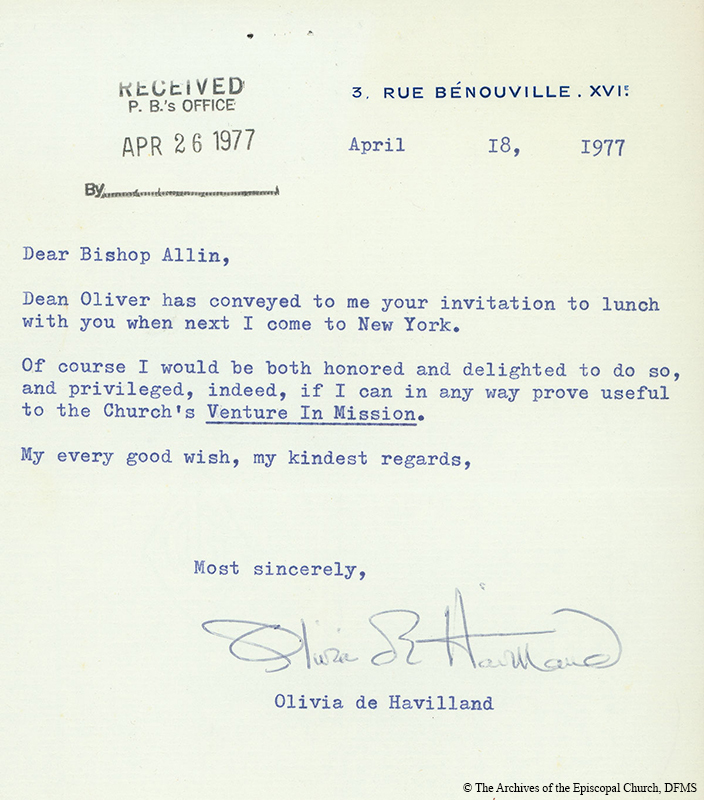 RECEIVED
P. B.'s OFFICE
APR 26 1977
By
3, RUE BÉNOUVILLE. XVIE
April 18, 1977
Dear Bishop Allin,
Dean Oliver has conveyed to me your invitation to lunch
with you when next I come to New York.
Of course I would be both honored and delighted to do so,
and privileged, indeed, if I can in any way prove useful
to the Church's Venture In Mission.
My every good wish, my kindest regards,
Most sincerely,
Olivia de Havilland
Olivia de Havilland
© The Archives of the Episcopal Church, DFMS